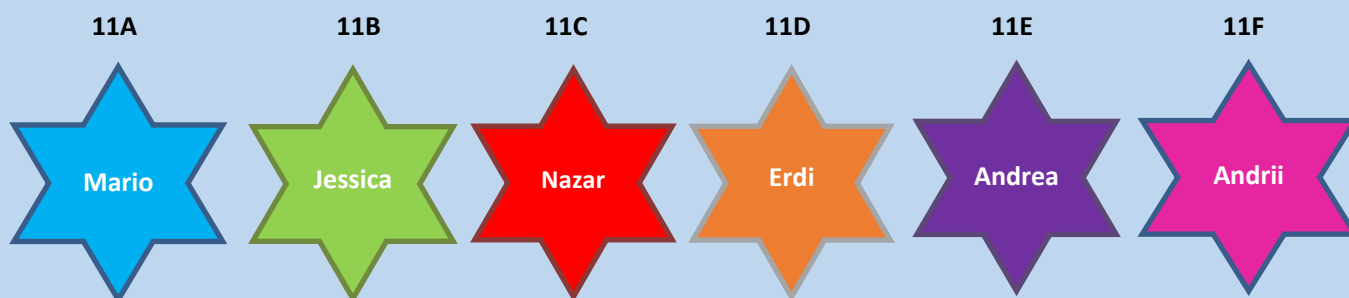 11A 11B 11C 11D 11E 11F
Mario Jessica Nazar Erdi Andrea Andrii